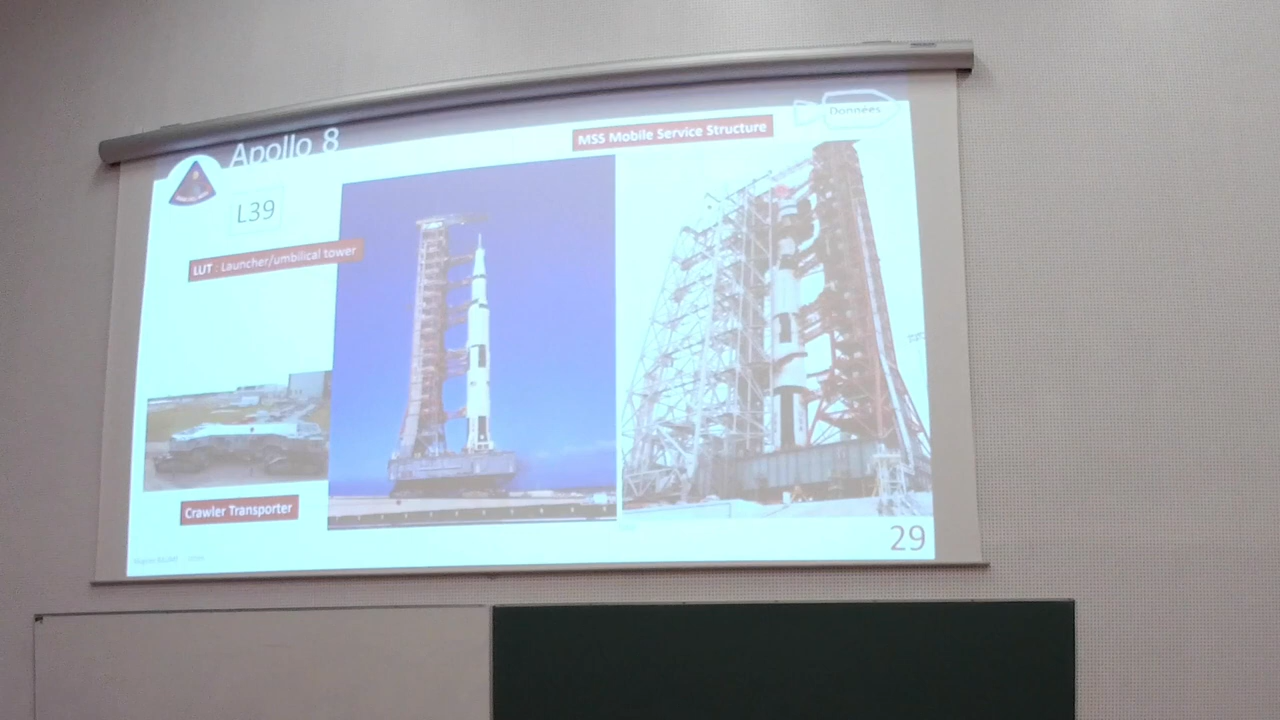 Apollo 8
Données
MSS Mobile Service Structure
L39
LUT : Launcher/umbilical tower
Crawler Transporter
29